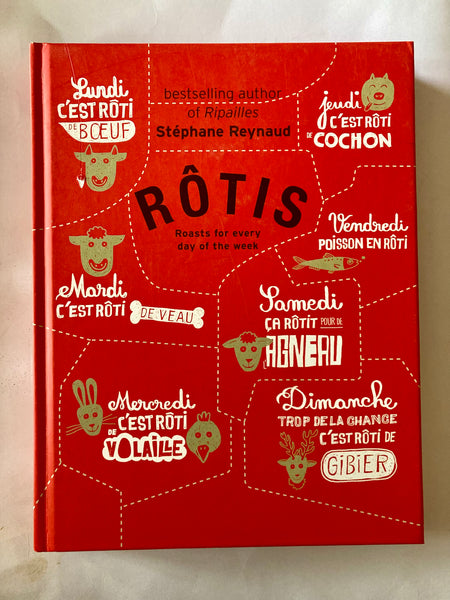 bestselling author
of Ripailles
Stéphane Reynaud
RÔTIS
Roasts for every
day of the week
Lundi
C'EST RÔTI
DE BŒUF
Mardi
C'EST RÔTI
DE VEAU
Mercredi
C'EST RÔTI
DE VOLAILLE
jeudi
C'EST RÔTI
DE COCHON
Vendredi
POISSON EN RÔTI
Samedi
ÇA RÔTIT POUR DE
L'AGNEAU
Dimanche
TROP DE LA CHANCE
C'EST RÔTI DE
GIBIER